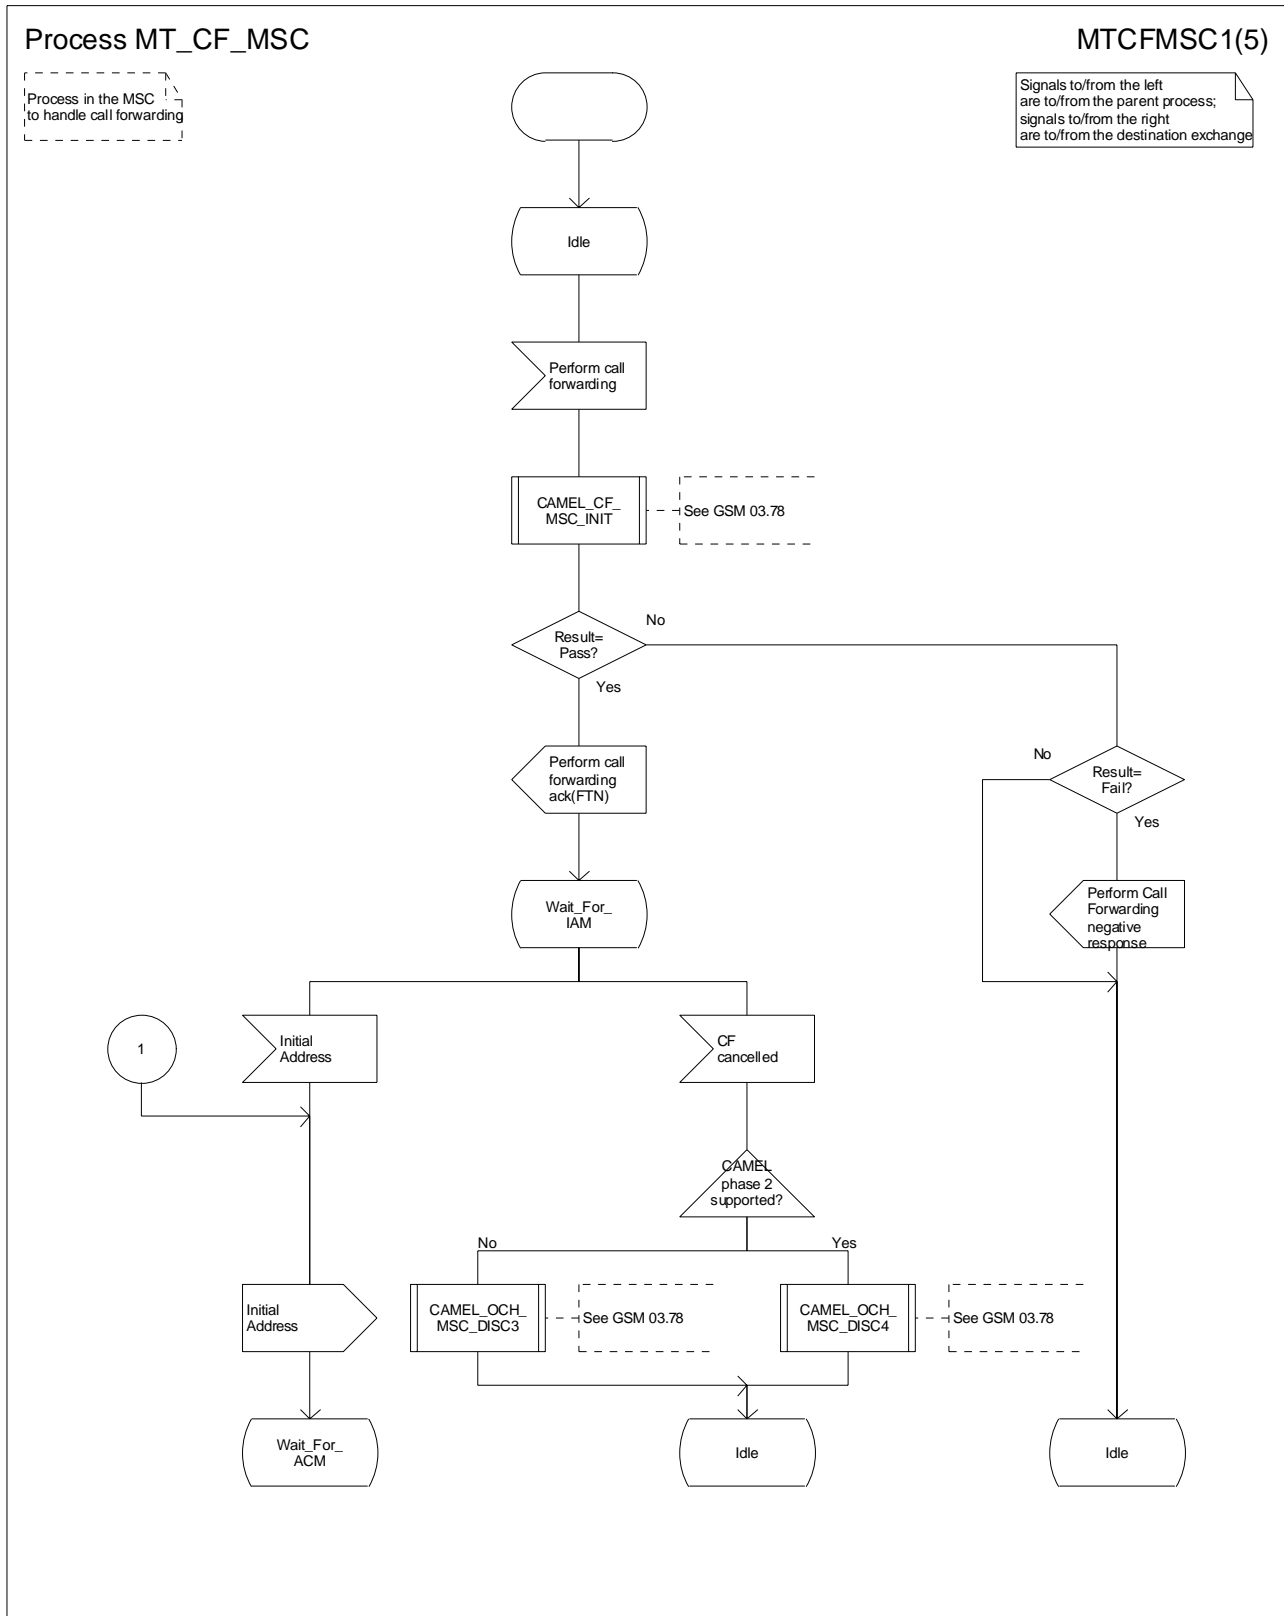 Process MT_CF_MSC
MTCFMSC1(5)
Process in the MSC
to handle call forwarding
Signals to/from the left
are to/from the parent process;
signals to/from the right
are to/from the destination exchange
Idle
Perform call
forwarding
CAMEL_CF_
MSC_INIT
See GSM 03.78
No
Result=
Pass?
Yes
Perform call
forwarding
ack(FTN)
No
Result=
Fail?
Yes
Wait_For_
IAM
Perform Call
Forwarding
negative
response
1
Initial
Address
CF
cancelled
CAMEL
phase 2
supported?
No
Yes
Initial
Address
CAMEL_OCH_
MSC_DISC3
See GSM 03.78
CAMEL_OCH_
MSC_DISC4
See GSM 03.78
Wait_For_
ACM
Idle
Idle